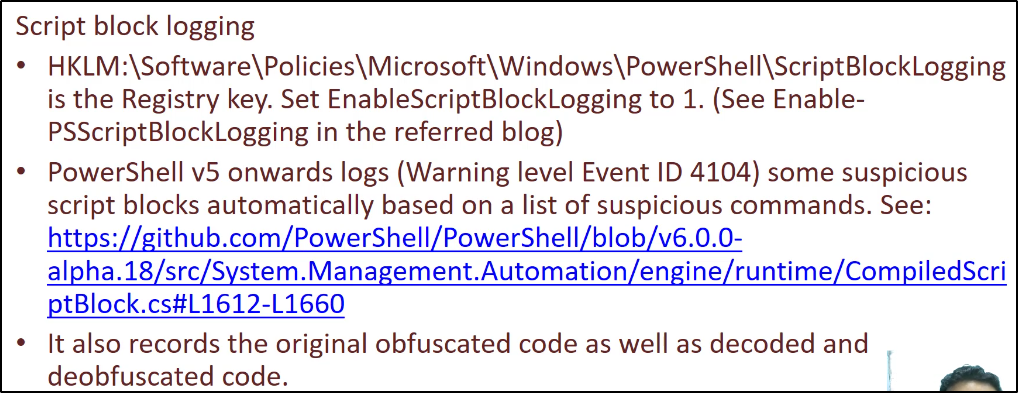 Script block logging
• HKLM:\Software\Policies\Microsoft\Windows\PowerShell\ScriptBlockLogging
is the Registry key. Set EnableScriptBlockLogging to 1. (See Enable-
PSScriptBlockLogging in the referred blog)
• PowerShell v5 onwards logs (Warning level Event ID 4104) some suspicious
script blocks automatically based on a list of suspicious commands. See:
https://github.com/PowerShell/PowerShell/blob/v6.0.0-
alpha.18/src/System.Management.Automation/engine/runtime/CompiledScri
ptBlock.cs#L1612-L1660
• It also records the original obfuscated code as well as decoded and
deobfuscated code.